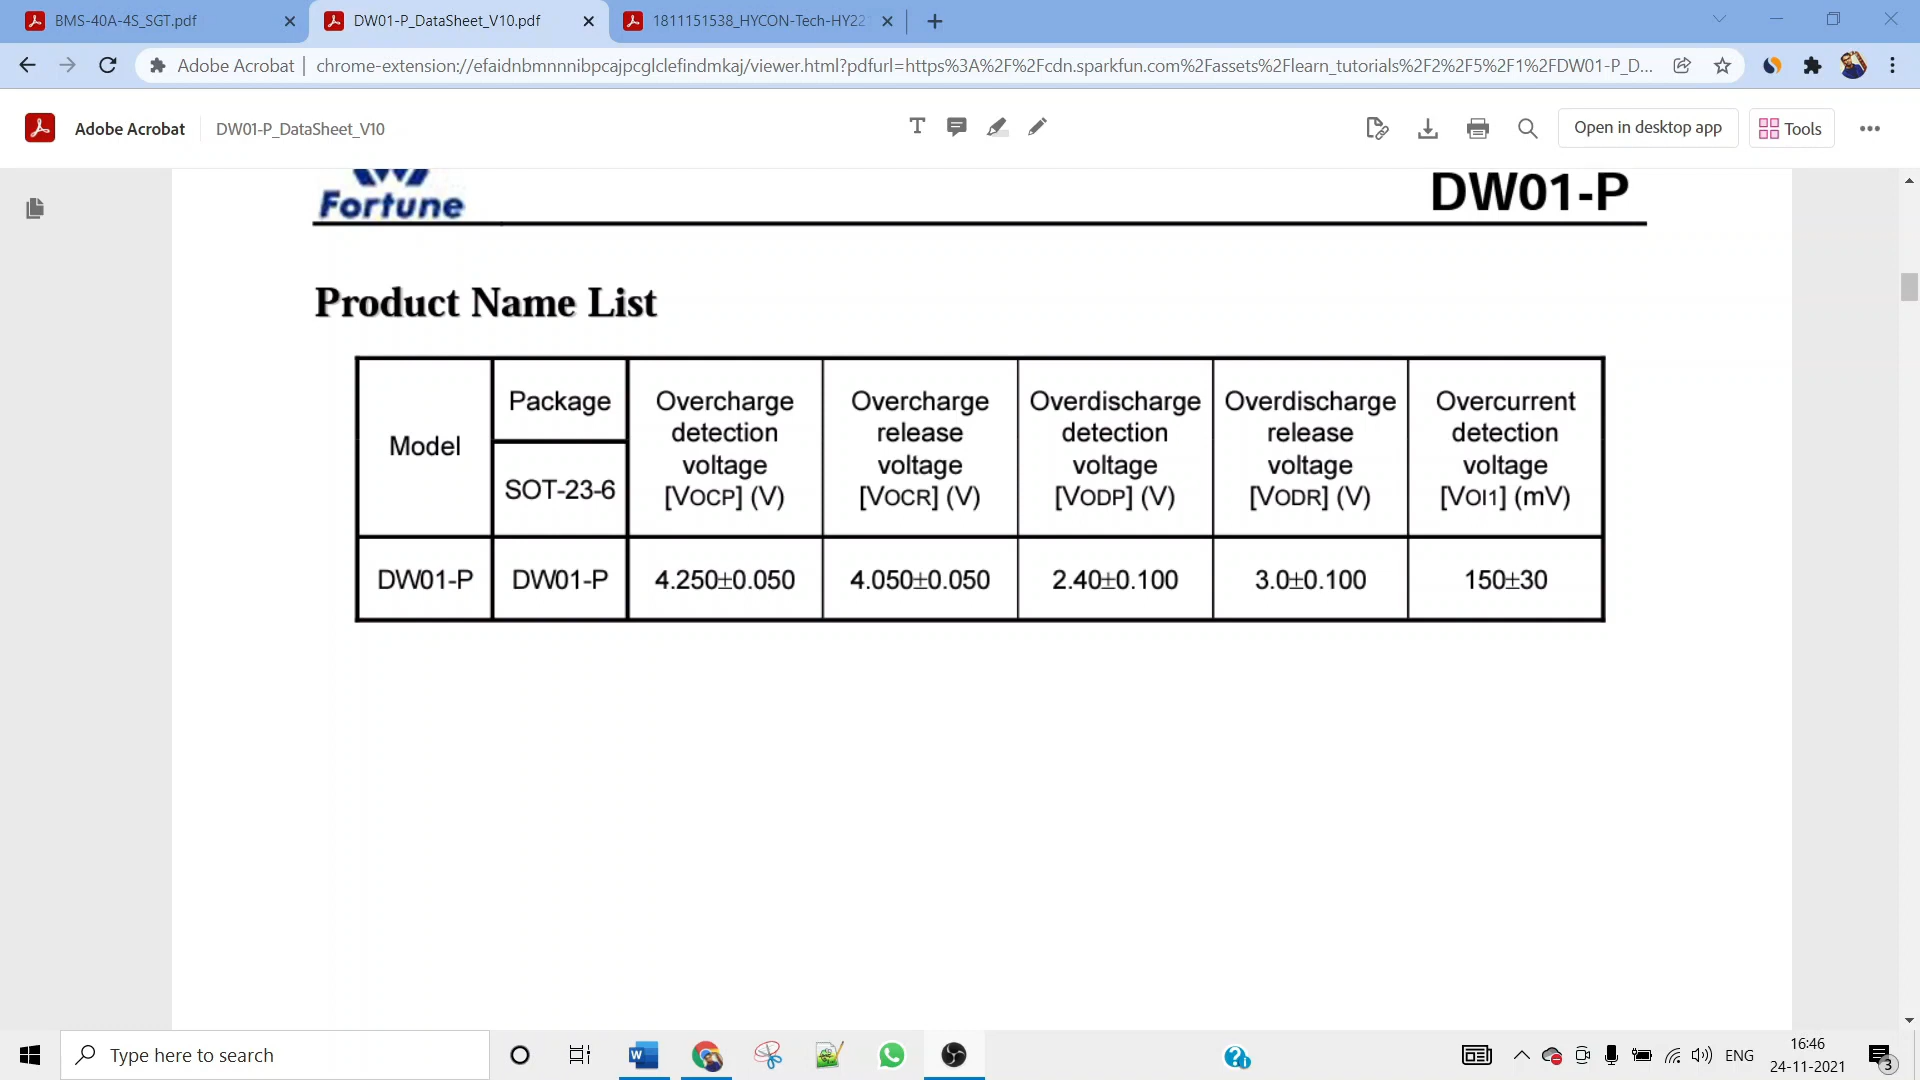 BMS-40A-4S_SGT.pdf
DW01-P_DataSheet_V10.pdf
1811151538_HYCON-Tech-HY22
Adobe Acrobat
chrome-extension://efaidnbmnnnibpcajpcglclefindmkaj/viewer.html?pdfurl=https%3A%2F%2Fcdn.sparkfun.com%2Fassets%2Flearn_tutorials%2F2%2F5%2F1%2FDW01-P_D...
Adobe Acrobat
DW01-P_DataSheet_V10
Open in desktop app
Tools
Fortune
DW01-P
Product Name List
Model
Package
SOT-23-6
Overcharge
detection
voltage
[VOCP] (V)
Overcharge
release
voltage
[VOCR] (V)
Overdischarge
detection
voltage
[VODP] (V)
Overdischarge
release
voltage
[VODR] (V)
Overcurrent
detection
voltage
[VOI1] (mV)
DW01-P DW01-P 4.250±0.050 4.050±0.050 2.40±0.100 3.0±0.100 150±30
Type here to search
ENG
16:46
24-11-2021
3